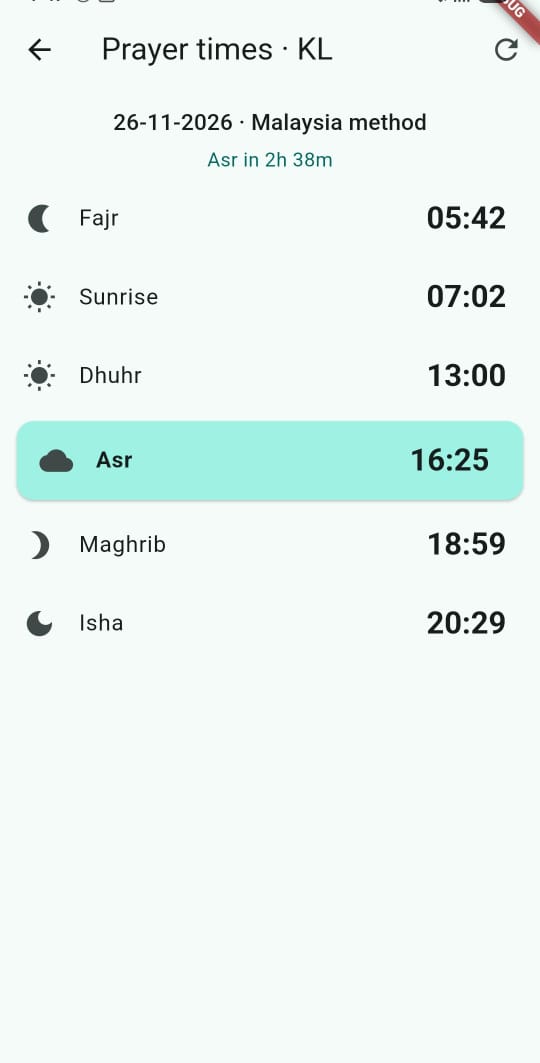 Prayer times · KL
26-11-2026 · Malaysia method
Asr in 2h 38m
Fajr 05:42
Sunrise 07:02
Dhuhr 13:00
Asr 16:25
Maghrib 18:59
Isha 20:29